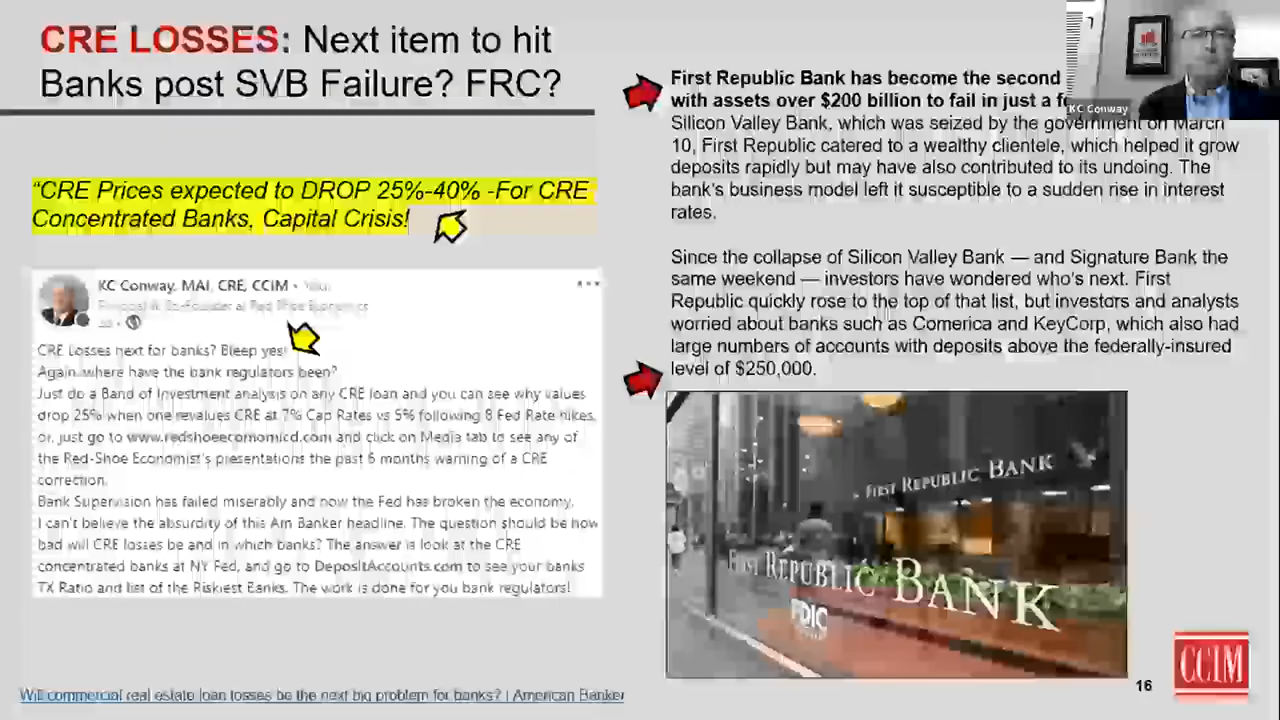 CRE LOSSES: Next item to hit
Banks post SVB Failure? FRC?
“CRE Prices expected to DROP 25%-40% -For CRE
Concentrated Banks, Capital Crisis!
KC Conway, MAI, CRE, CCIM •
CRE Losses next for banks? Bleep yes!
Again, where have the bank regulators been?
Just do a Band of Investment analysis on any CRE loan and you can see why values
drop 25% when one revalues CRE at 7% Cap Rates vs 5% following 8 Fed Rate hikes,
or, just go to www.redshoeeconomicd.com and click on Media tab to see any of
the Red-Shoe Economist's presentations the past 6 months warning of a CRE
correction.
Bank Supervision has failed miserably and now the Fed has broken the economy.
I can't believe the absurdity of this Am Banker headline. The question should be how
bad will CRE losses be and in which banks? The answer is look at the CRE
concentrated banks at NY Fed, and go to DepositAccounts.com to see your banks
TX Ratio and list of the Riskiest Banks. The work is done for you bank regulators!
Will commercial real estate loan losses be the next big problem for banks? | American Banker
First Republic Bank has become the second
with assets over $200 billion to fail in just a
Silicon Valley Bank, which was seized by the government on March
10, First Republic catered to a wealthy clientele, which helped it grow
deposits rapidly but may have also contributed to its undoing. The
bank's business model left it susceptible to a sudden rise in interest
rates.
Since the collapse of Silicon Valley Bank — and Signature Bank the
same weekend — investors have wondered who's next. First
Republic quickly rose to the top of that list, but investors and analysts
worried about banks such as Comerica and KeyCorp, which also had
large numbers of accounts with deposits above the federally-insured
level of $250,000.
KC Conway
FIRST REPUBLIC BANK
FIRST REPUBLIC BANK
FDIC
16
CCIM